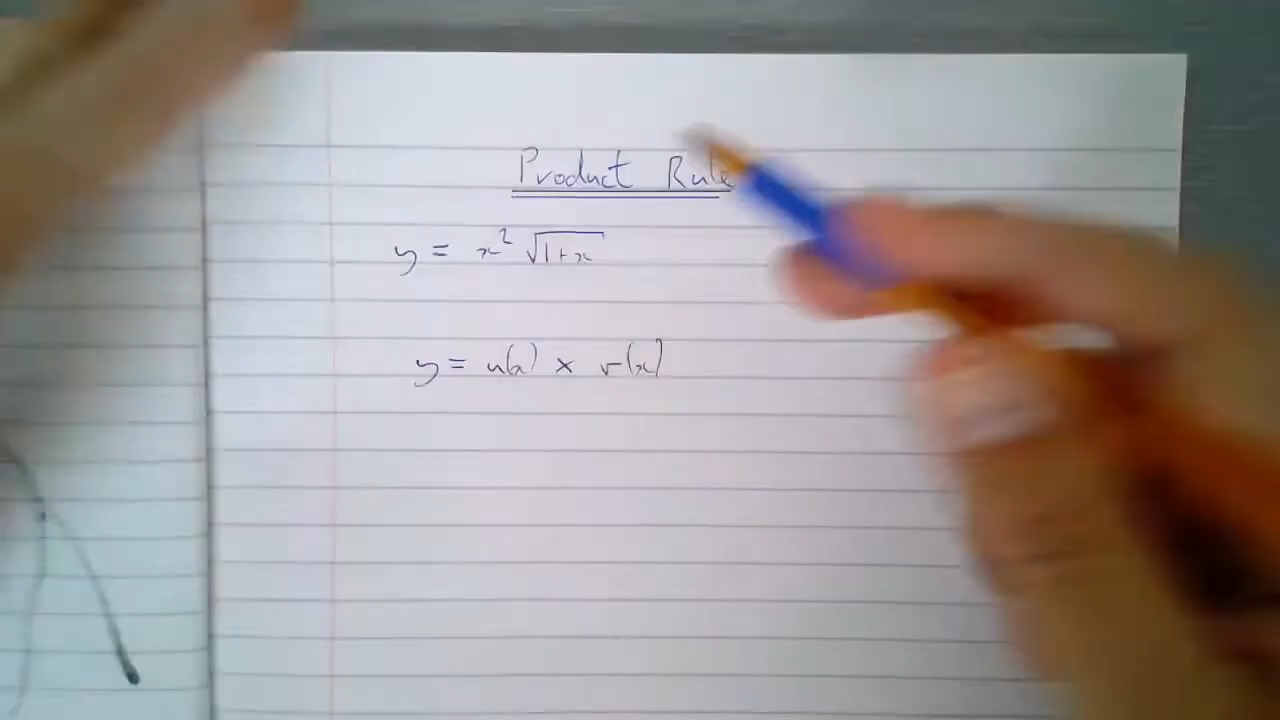 Product Rule
y = x² √(1+x)
y = u(x) × v(x)